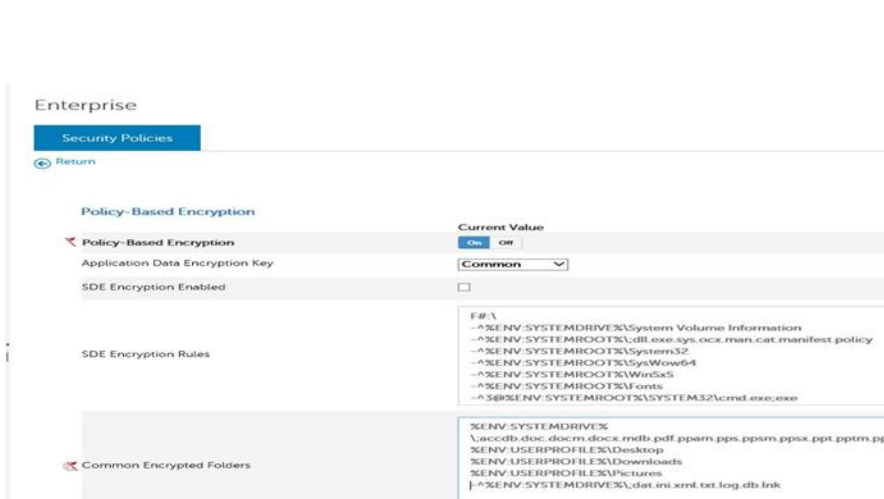 Enterprise
Security Policies
Return
Policy-Based Encryption
Current Value
Policy-Based Encryption
On Off
Application Data Encryption Key
Common
SDE Encryption Enabled
SDE Encryption Rules
F#:\
-^%ENV:SYSTEMDRIVE%\System Volume Information
-^%ENV:SYSTEMROOT%\;dll.exe.sys.ocx.man.cat.manifest.policy
-^%ENV:SYSTEMROOT%\System32
-^%ENV:SYSTEMROOT%\SysWow64
-^%ENV:SYSTEMROOT%\WinSxS
-^%ENV:SYSTEMROOT%\Fonts
-^3@%ENV:SYSTEMROOT%\SYSTEM32\cmd.exe;exe
Common Encrypted Folders
%ENV:SYSTEMDRIVE%
\;accdb.doc.docm.docx.mdb.pdf.ppam.pps.ppsm.ppsx.ppt.pptm.pp
%ENV:USERPROFILE%\Desktop
%ENV:USERPROFILE%\Downloads
%ENV:USERPROFILE%\Pictures
-^%ENV:SYSTEMDRIVE%\;dat.ini.xml.txt.log.db.lnk